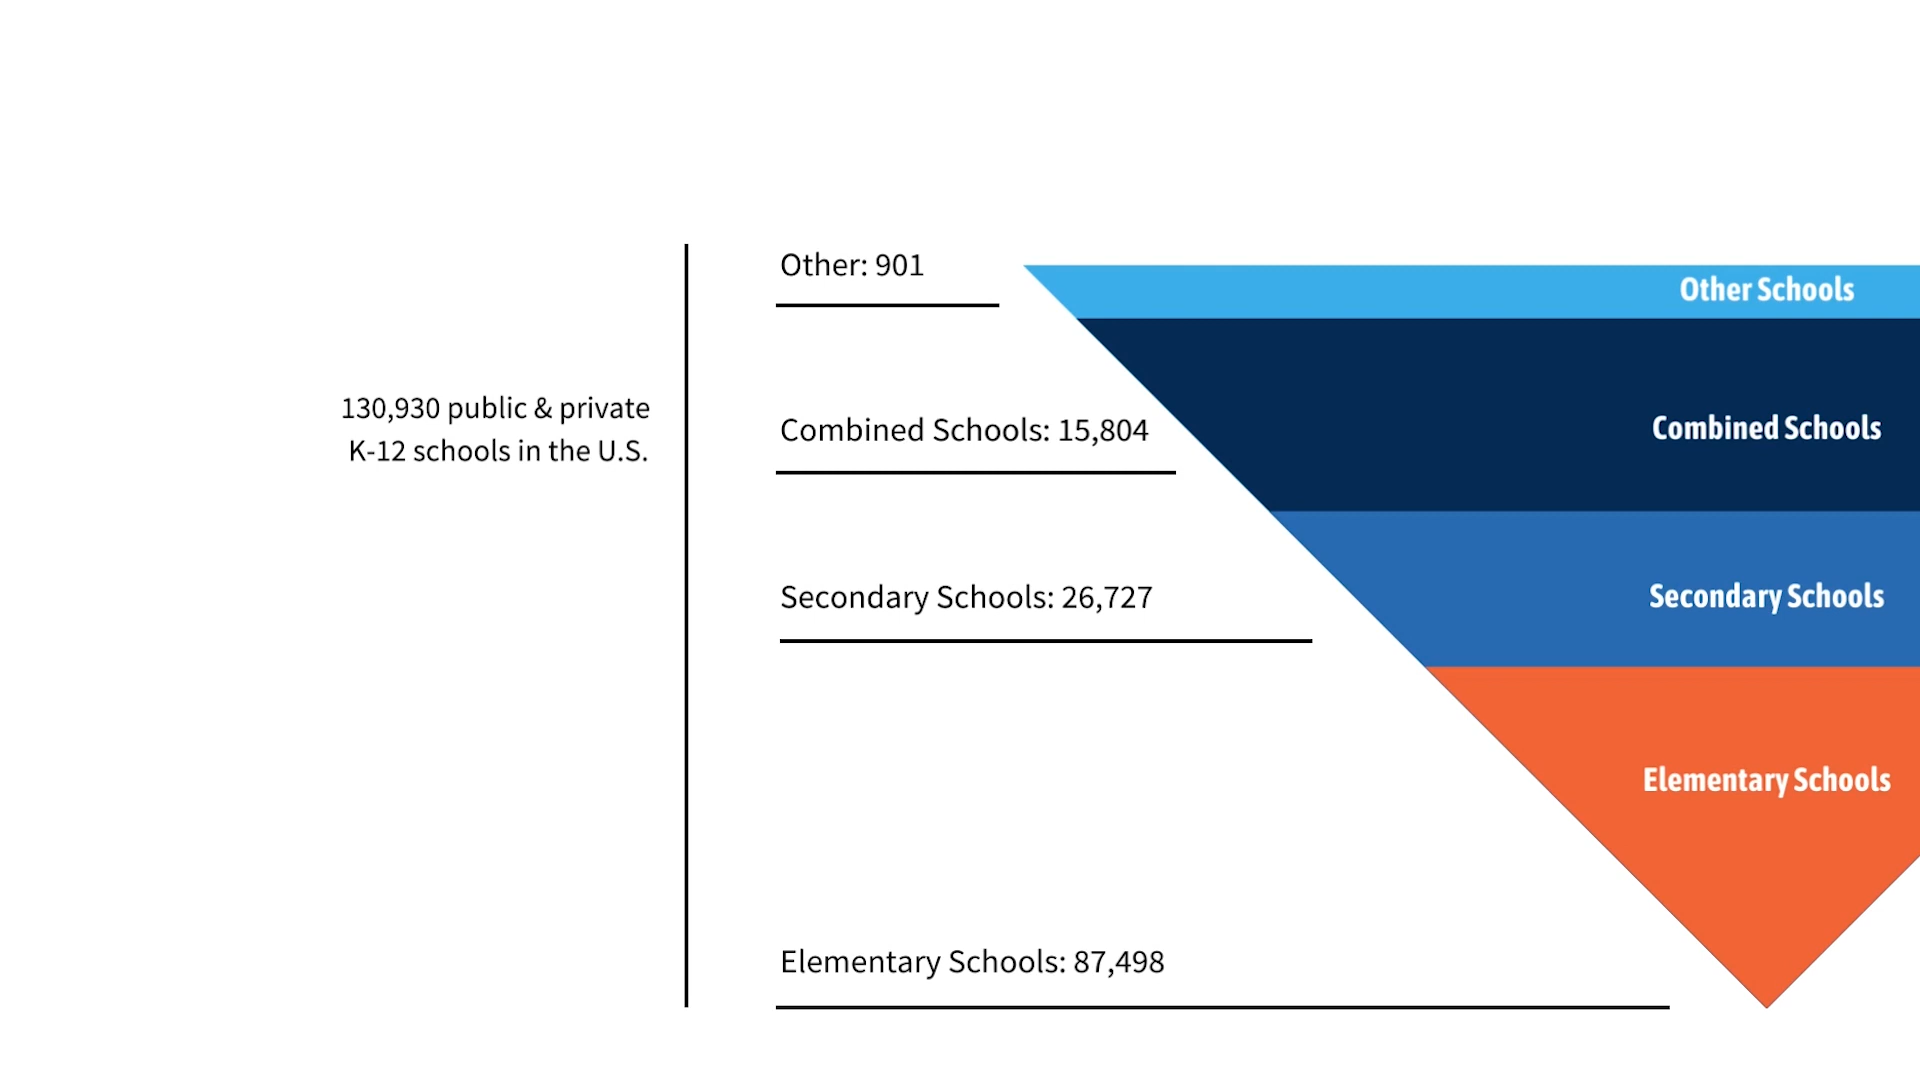 130,930 public & private
K-12 schools in the U.S.
Other: 901
Combined Schools: 15,804
Secondary Schools: 26,727
Elementary Schools: 87,498
Other Schools
Combined Schools
Secondary Schools
Elementary Schools